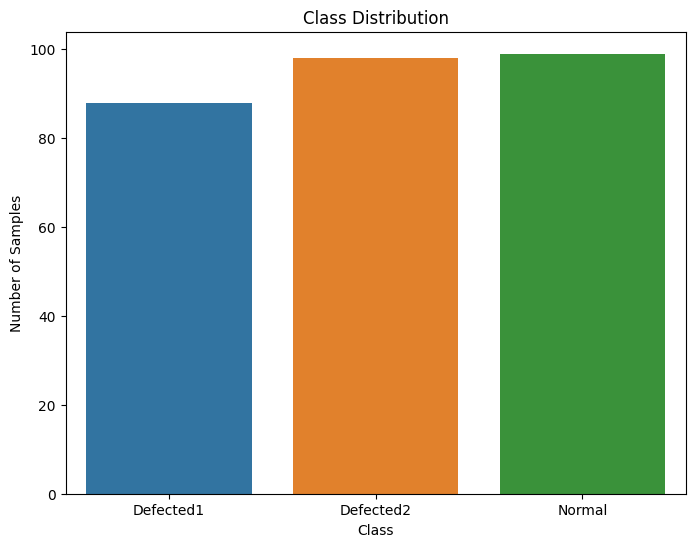 Class Distribution
Number of Samples
100
80
60
40
20
0
Defected1 Defected2 Normal
Class